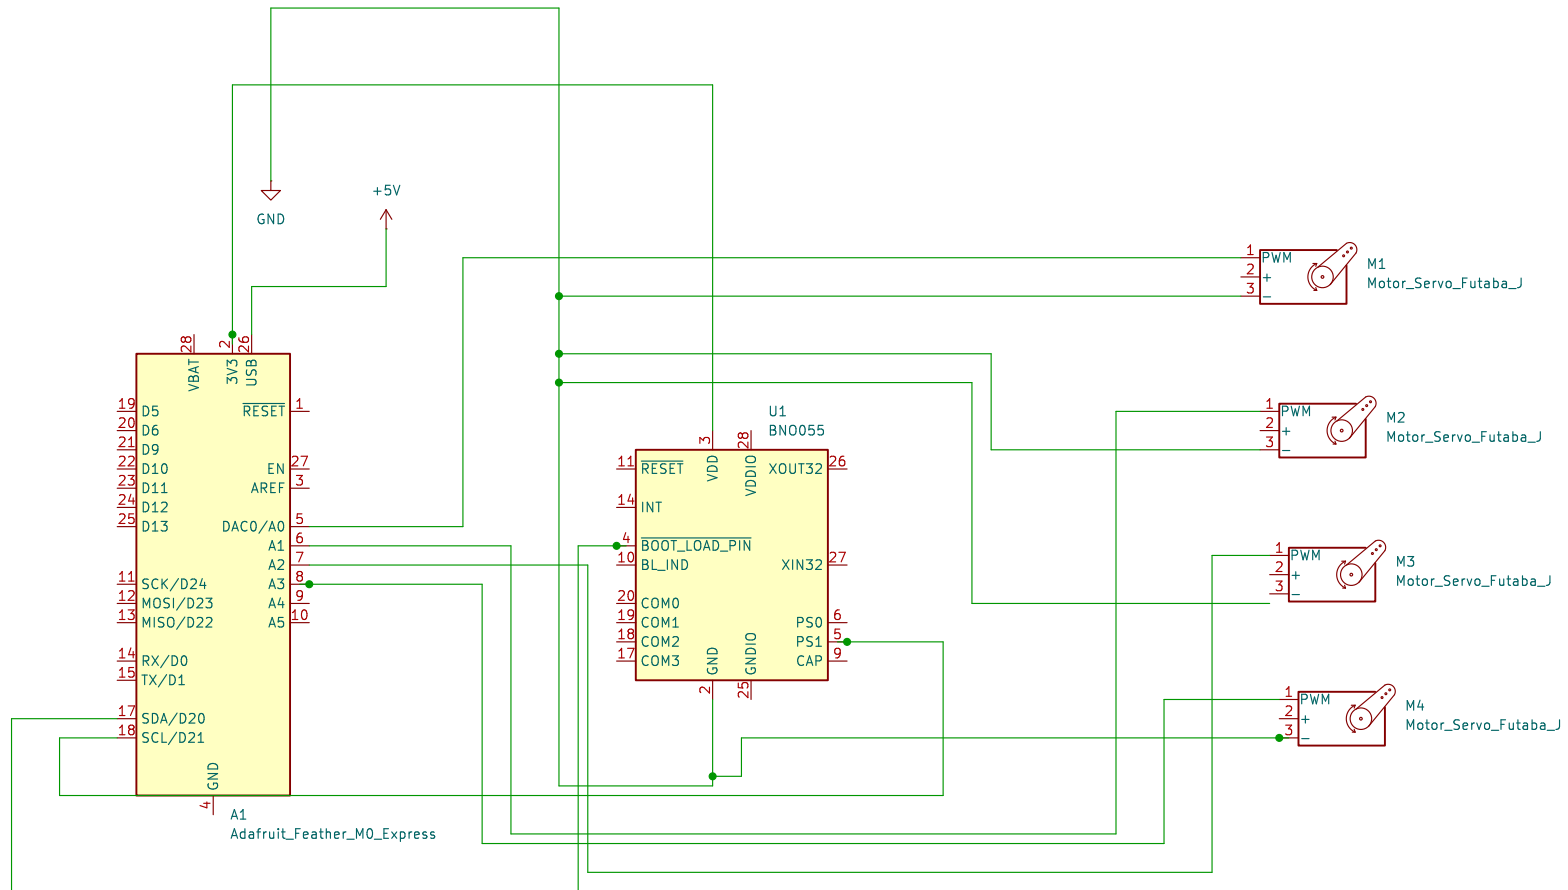 +5V
GND
1
PWM
2
+
3
-
M1
Motor_Servo_Futaba_J
28
2
26
VBAT
3V3
USB
19
D5
RESET
1
20
D6
21
D9
22
D10
EN
27
23
D11
AREF
3
24
D12
25
D13
DAC0/A0
5
A1
6
A2
7
11
SCK/D24
A3
8
12
MOSI/D23
A4
9
13
MISO/D22
A5
10
14
RX/D0
15
TX/D1
17
SDA/D20
18
SCL/D21
GND
4
A1
Adafruit_Feather_M0_Express
U1
BNO055
3
28
VDD
VDDIO
11
RESET
XOUT32
26
14
INT
4
BOOT_LOAD_PIN
10
BL_IND
XIN32
27
20
COM0
19
COM1
PS0
6
18
COM2
PS1
5
17
COM3
CAP
9
GND
GNDIO
2
25
1
PWM
2
+
3
-
M2
Motor_Servo_Futaba_J
1
PWM
2
+
3
-
M3
Motor_Servo_Futaba_J
1
PWM
2
+
3
-
M4
Motor_Servo_Futaba_J